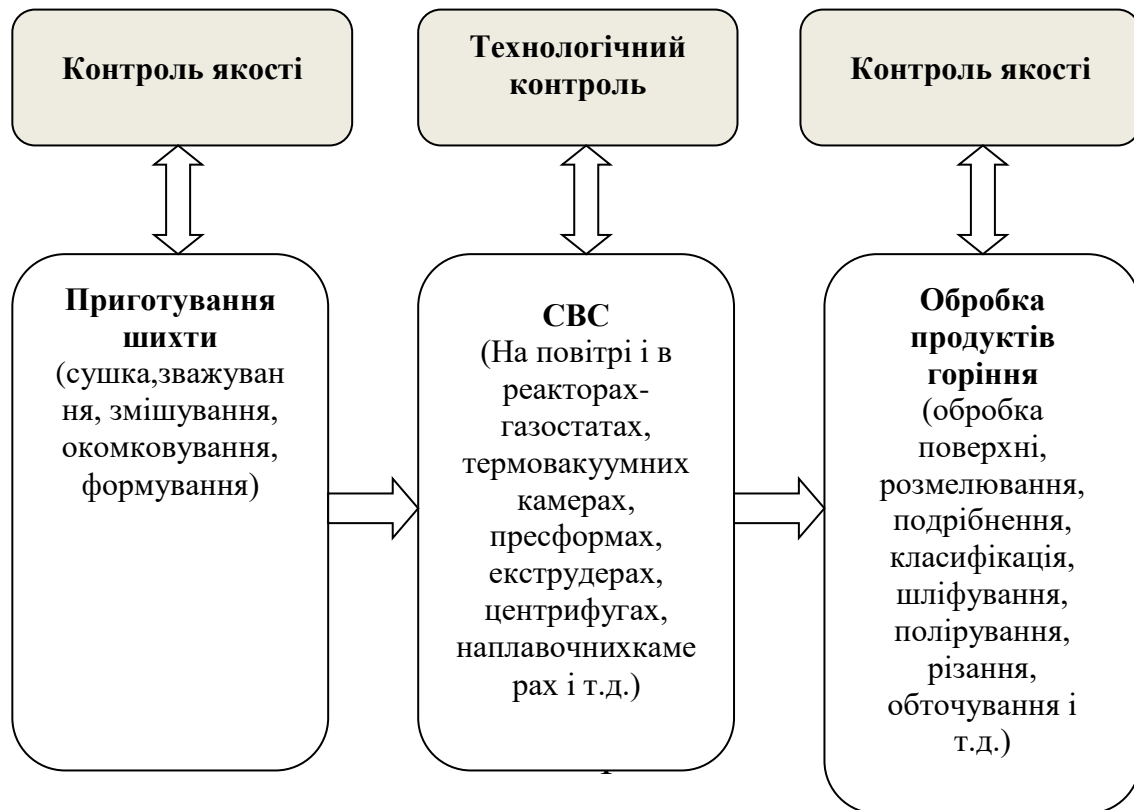 Контроль якості
Технологічний
контроль
Контроль якості
Приготування
шихти
(сушка,зважуван
ня, змішування,
окомковування,
формування)
СВС
(На повітрі і в
реакторах-
газостатах,
термовакуумних
камерах,
пресформах,
екструдерах,
центрифугах,
наплавочнихкаме
рах і т.д.)
Обробка
продуктів
горіння
(обробка
поверхні,
розмелювання,
подрібнення,
класифікація,
шліфування,
полірування,
різання,
обточування і
т.д.)